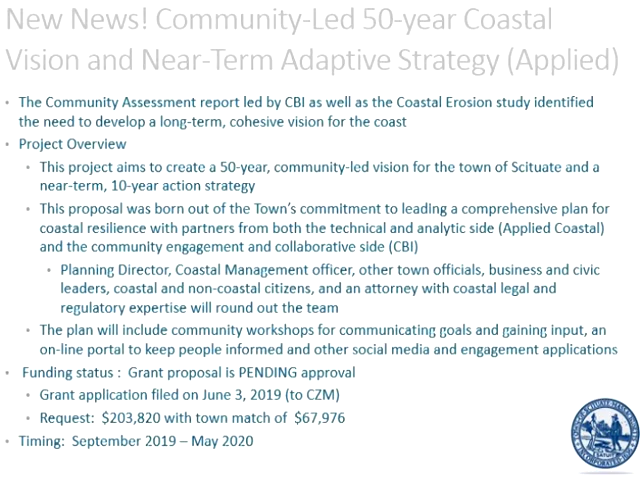 New News! Community-Led 50-year Coastal
Vision and Near-Term Adaptive Strategy (Applied)
• The Community Assessment report led by CBI as well as the Coastal Erosion study identified
the need to develop a long-term, cohesive vision for the coast
• Project Overview
• This project aims to create a 50-year, community-led vision for the town of Scituate and a
near-term, 10-year action strategy
• This proposal was born out of the Town's commitment to leading a comprehensive plan for
coastal resilience with partners from both the technical and analytic side (Applied Coastal)
and the community engagement and collaborative side (CBI)
• Planning Director, Coastal Management officer, other town officials, business and civic
leaders, coastal and non-coastal citizens, and an attorney with coastal legal and
regulatory expertise will round out the team
• The plan will include community workshops for communicating goals and gaining input, an
on-line portal to keep people informed and other social media and engagement applications
• Funding status : Grant proposal is PENDING approval
• Grant application filed on June 3, 2019 (to CZM)
• Request: $203,820 with town match of $67,976
• Timing: September 2019 – May 2020